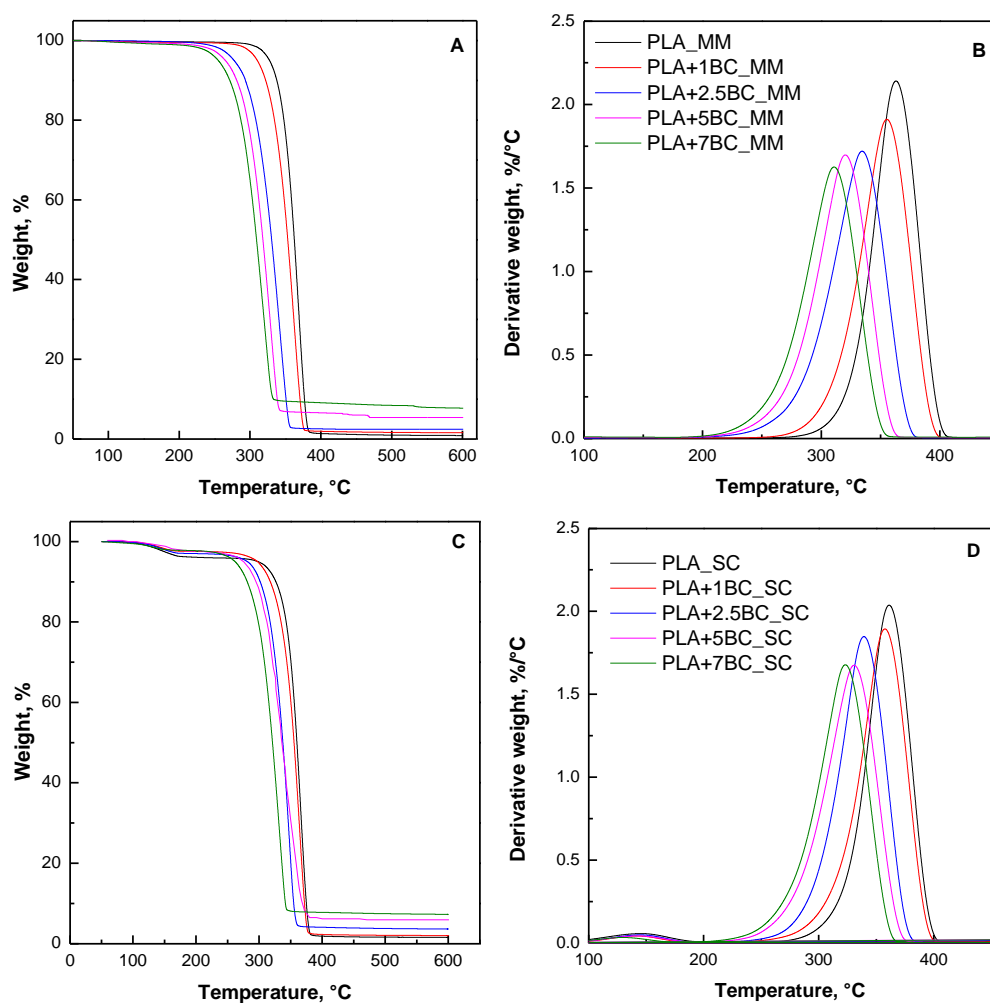 A
100
80
60
40
20
0
100 200 300 400 500 600
Weight, %
Temperature, °C
B
PLA_MM
PLA+1BC_MM
PLA+2.5BC_MM
PLA+5BC_MM
PLA+7BC_MM
2.5
2.0
1.5
1.0
0.5
0.0
100 200 300 400
Derivative weight, %/°C
Temperature, °C
C
100
80
60
40
20
0
0 100 200 300 400 500 600
Weight, %
Temperature, °C
D
PLA_SC
PLA+1BC_SC
PLA+2.5BC_SC
PLA+5BC_SC
PLA+7BC_SC
2.5
2.0
1.5
1.0
0.5
0.0
100 200 300 400
Derivative weight, %/°C
Temperature, °C